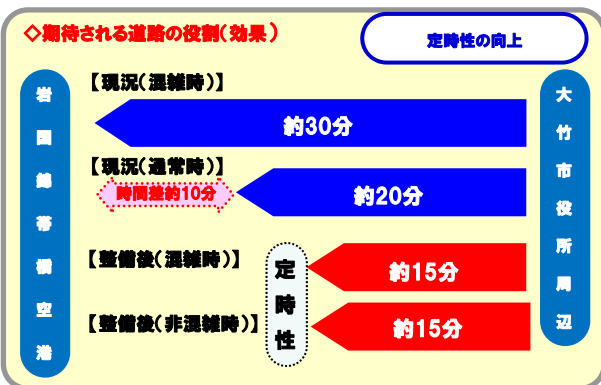 ◇期待される道路の役割(効果)
定時性の向上
岩国錦帯橋空港
大竹市役所周辺
【現況(混雑時)】
約30分
【現況(通常時)】
時間差約10分
約20分
【整備後(混雑時)】
約15分
定時性
【整備後(非混雑時)】
約15分